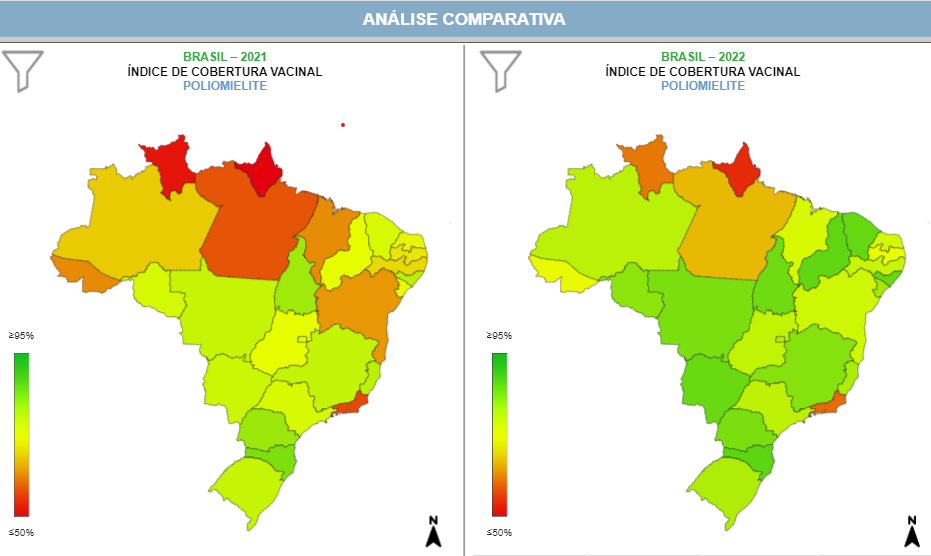 ANÁLISE COMPARATIVA
BRASIL – 2021
ÍNDICE DE COBERTURA VACINAL
POLIOMIELITE
≥95%
≤50%
N
BRASIL – 2022
ÍNDICE DE COBERTURA VACINAL
POLIOMIELITE
≥95%
≤50%
N